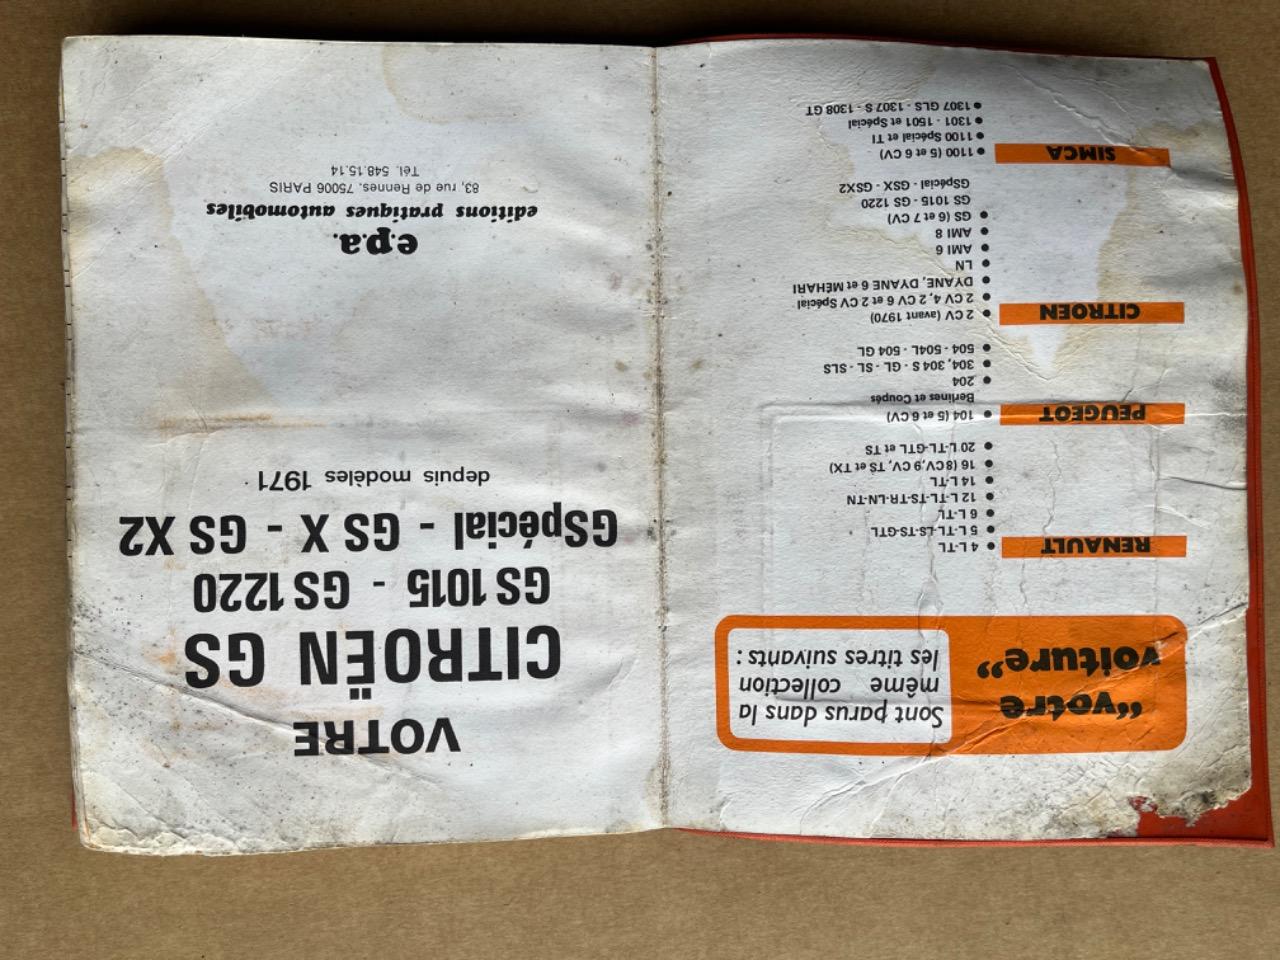 “votre
voiture”
Sont parus dans la
même collection
les titres suivants :
RENAULT
● 4 L-TL
● 5 L-TL-LS-TS-GTL
● 6 L-TL
● 12 L-TL-TS-TR-LN-TN
● 14 L-TL
● 16 (8CV,9 CV, TS et TX)
● 20 L-TL-GTL et TS
PEUGEOT
● 104 (5 et 6 CV)
Berlines et Coupés
● 204
● 304, 304 S - GL - SL - SLS
● 504 - 504L - 504 GL
CITROEN
● 2 CV (avant 1970)
● 2 CV 4, 2 CV 6 et 2 CV Spécial
● DYANE, DYANE 6 et MÉHARI
● LN
● AMI 6
● AMI 8
● GS (6 et 7 CV)
GS 1015 - GS 1220
GSpécial - GSX - GSX2
SIMCA
● 1100 (5 et 6 CV)
● 1100 Spécial et TI
● 1301 - 1501 et Spécial
● 1307 GLS - 1307 S - 1308 GT
VOTRE
CITROËN GS
GS 1015 - GS 1220
GSpécial - GS X - GS X2
depuis modèles 1971
e.p.a.
editions pratiques automobiles
83, rue de Rennes. 75006 PARIS
Tél. 548.15.14